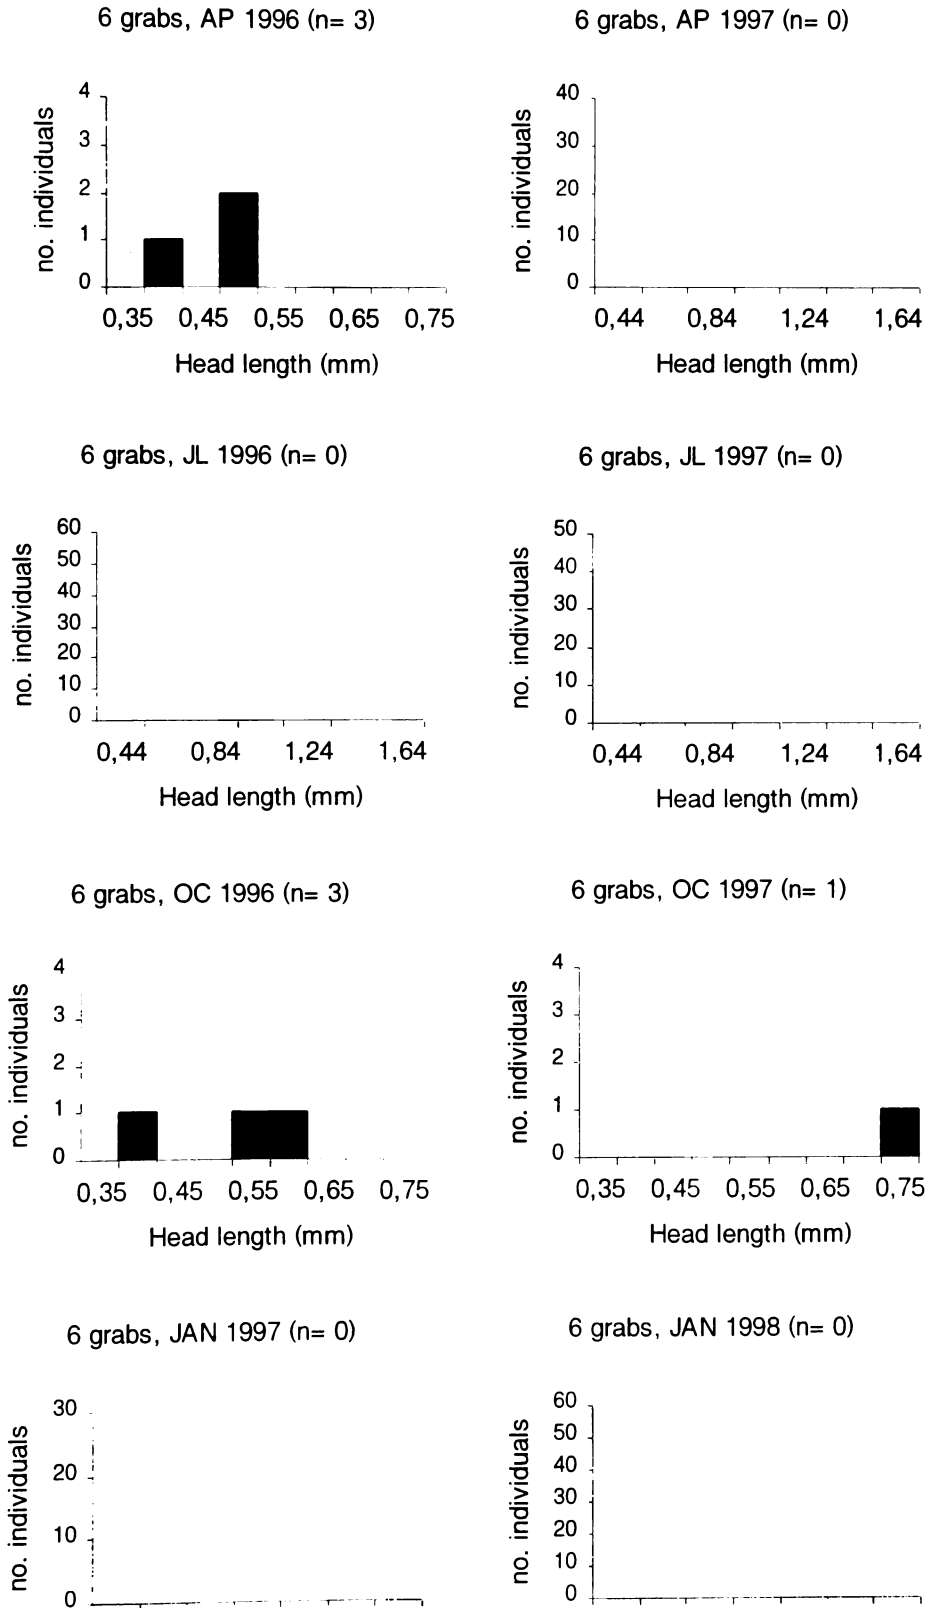 6 grabs, AP 1996 (n= 3)
no. individuals
4
3
2
1
0
0,35 0,45 0,55 0,65 0,75
Head length (mm)
6 grabs, AP 1997 (n= 0)
no. individuals
40
30
20
10
0
0,44 0,84 1,24 1,64
Head length (mm)
6 grabs, JL 1996 (n= 0)
no. individuals
60
50
40
30
20
10
0
0,44 0,84 1,24 1,64
Head length (mm)
6 grabs, JL 1997 (n= 0)
no. individuals
50
40
30
20
10
0
0,44 0,84 1,24 1,64
Head length (mm)
6 grabs, OC 1996 (n= 3)
no. individuals
4
3
2
1
0
0,35 0,45 0,55 0,65 0,75
Head length (mm)
6 grabs, OC 1997 (n= 1)
no. individuals
4
3
2
1
0
0,35 0,45 0,55 0,65 0,75
Head length (mm)
6 grabs, JAN 1997 (n= 0)
no. individuals
30
20
10
0
6 grabs, JAN 1998 (n= 0)
no. individuals
60
50
40
30
20
10
0